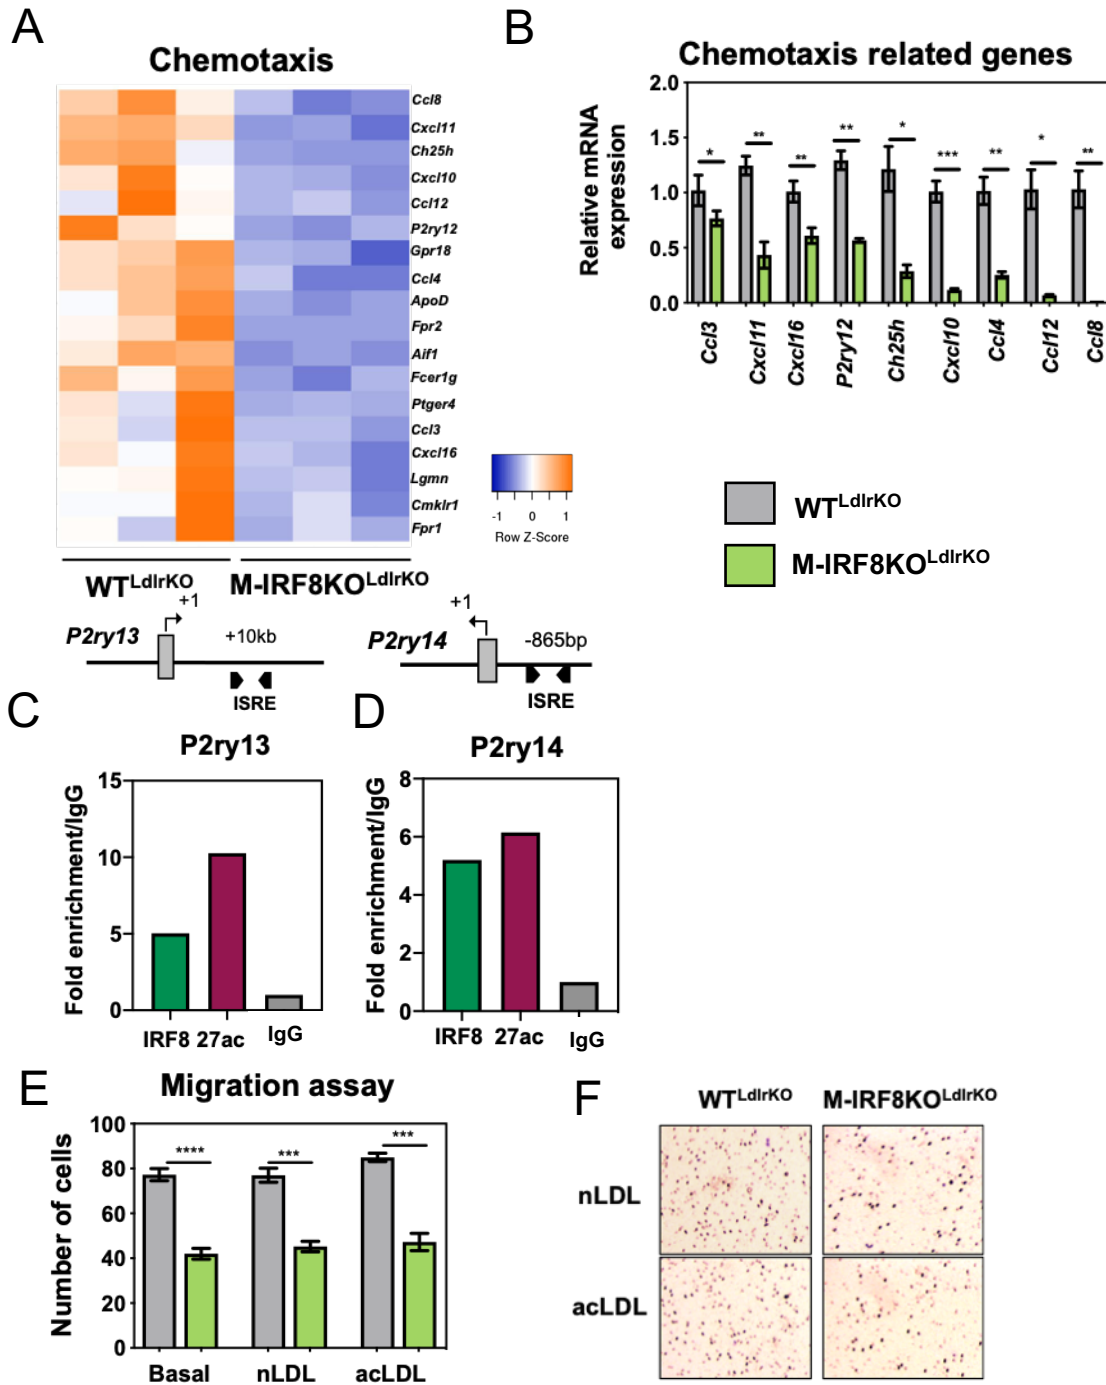 A
Chemotaxis
Ccl8
Cxcl11
Ch25h
Cxcl10
Ccl12
P2ry12
Gpr18
Ccl4
ApoD
Fpr2
Aif1
Fcer1g
Ptger4
Ccl3
Cxcl16
Lgmn
Cmklr1
Fpr1
-1 0 1
Row Z-Score
WTLdlrKO M-IRF8KOLdlrKO
B
Chemotaxis related genes
Relative mRNA
expression
2.0
1.5
1.0
0.5
0.0
* ** ** ** * *** ** * **
Ccl3 Cxcl11 Cxcl16 P2ry12 Ch25h Cxcl10 Ccl4 Ccl12 Ccl8
WTLdlrKO
M-IRF8KOLdlrKO
P2ry13 +1 +10kb
ISRE
P2ry14 +1 -865bp
ISRE
C
P2ry13
Fold enrichment/IgG
15
10
5
0
IRF8 27ac IgG
D
P2ry14
Fold enrichment/IgG
8
6
4
2
0
IRF8 27ac IgG
E
Migration assay
Number of cells
100
80
60
40
20
0
**** *** ***
Basal nLDL acLDL
F
WTLdlrKO M-IRF8KOLdlrKO
nLDL
acLDL